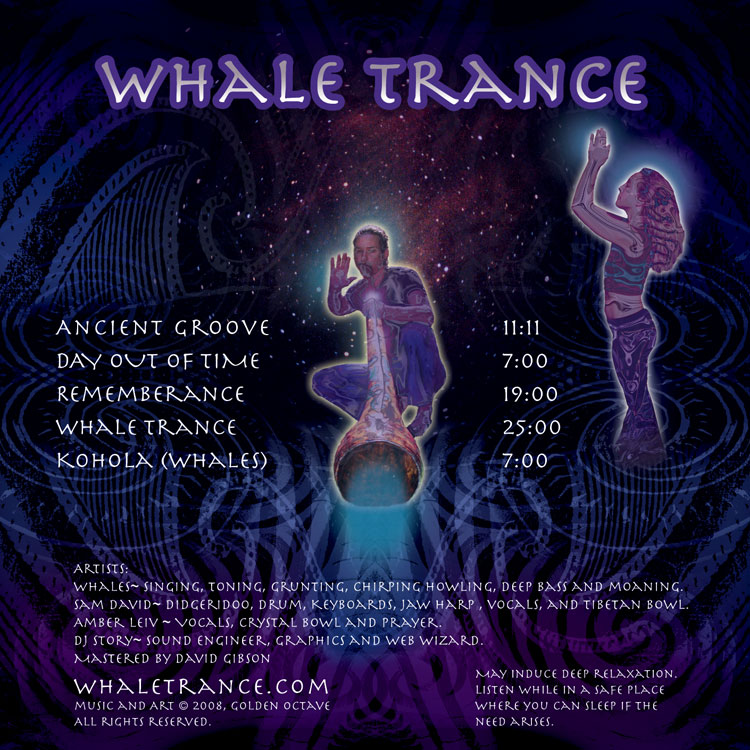 WHALE TRANCE
ANCIENT GROOVE 11:11
DAY OUT OF TIME 7:00
REMEMBERANCE 19:00
WHALE TRANCE 25:00
KOHOLA (WHALES) 7:00
ARTISTS:
WHALES~ SINGING, TONING, GRUNTING, CHIRPING HOWLING, DEEP BASS AND MOANING.
SAM DAVID~ DIDGERIDOO, DRUM, KEYBOARDS, JAW HARP , VOCALS, AND TIBETAN BOWL.
AMBER LEIV ~ VOCALS, CRYSTAL BOWL AND PRAYER.
DJ STORY~ SOUND ENGINEER, GRAPHICS AND WEB WIZARD.
MASTERED BY DAVID GIBSON
WHALETRANCE.COM
MUSIC AND ART © 2008, GOLDEN OCTAVE
ALL RIGHTS RESERVED.
MAY INDUCE DEEP RELAXATION.
LISTEN WHILE IN A SAFE PLACE
WHERE YOU CAN SLEEP IF THE
NEED ARISES.